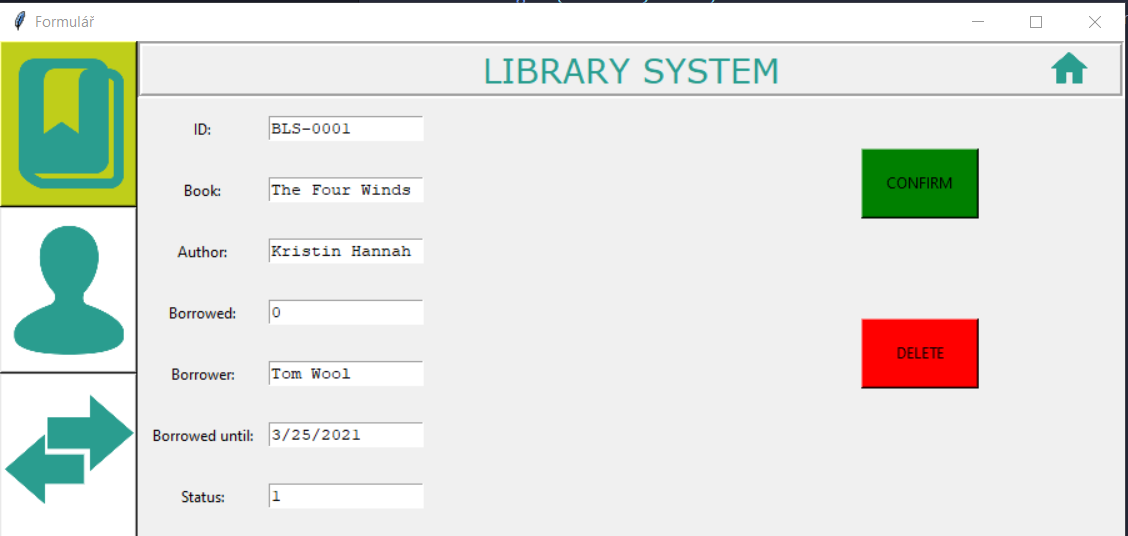 Formulář
LIBRARY SYSTEM
ID: BLS-0001
Book: The Four Winds
Author: Kristin Hannah
Borrowed: 0
Borrower: Tom Wool
Borrowed until: 3/25/2021
Status: 1
CONFIRM
DELETE